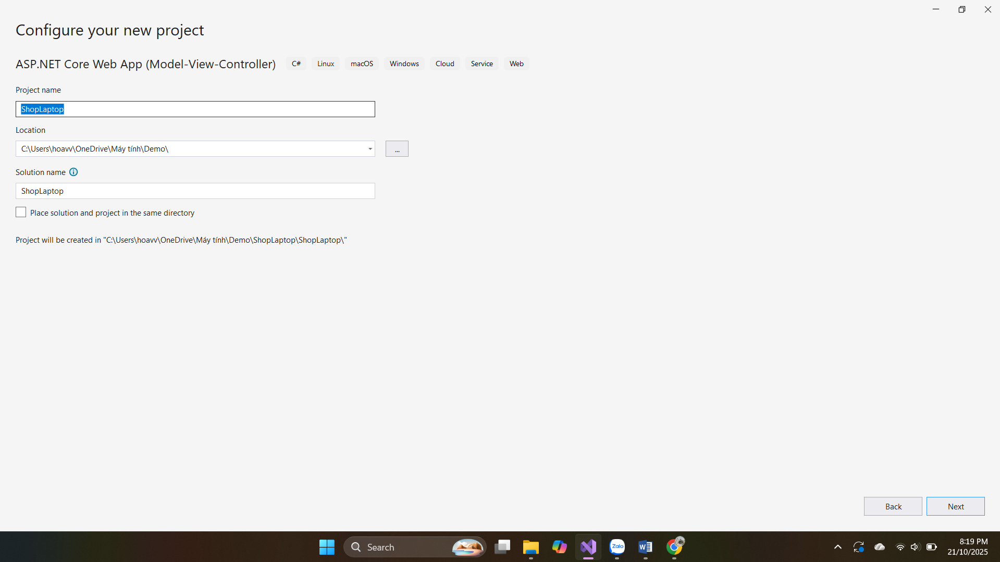 Configure your new project
ASP.NET Core Web App (Model-View-Controller) C# Linux macOS Windows Cloud Service Web
Project name
ShopLaptop
Location
C:\Users\hoavv\OneDrive\Máy tính\Demo\
...
Solution name
ShopLaptop
Place solution and project in the same directory
Project will be created in "C:\Users\hoavv\OneDrive\Máy tính\Demo\ShopLaptop\ShopLaptop\"
Back Next
Search
Zalo
W
8:19 PM
21/10/2025